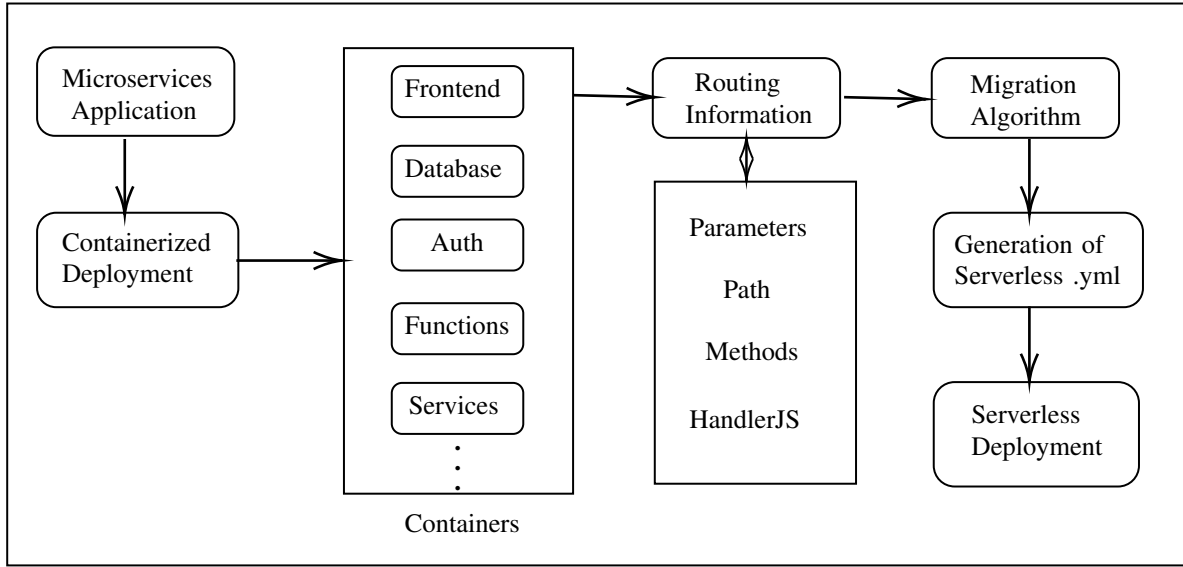 Microservices
Application
Containerized
Deployment
Frontend
Database
Auth
Functions
Services
Containers
Routing
Information
Parameters
Path
Methods
HandlerJS
Migration
Algorithm
Generation of
Serverless .yml
Serverless
Deployment